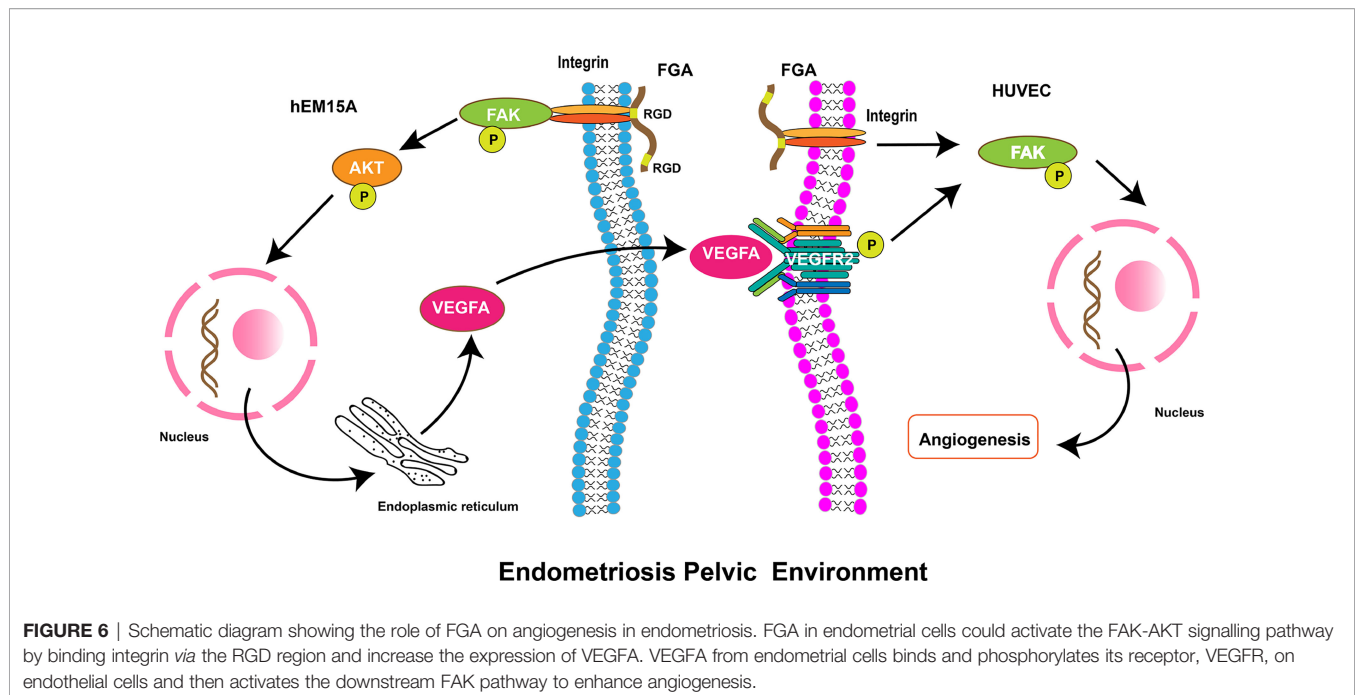 Integrin
FGA
hEM15A
FAK
P
RGD
RGD
AKT
P
VEGFA
Nucleus
Endoplasmic reticulum
FGA
Integrin
HUVEC
FAK
P
VEGFA
VEGFR2
P
Nucleus
Angiogenesis
Endometriosis Pelvic Environment
FIGURE 6 | Schematic diagram showing the role of FGA on angiogenesis in endometriosis. FGA in endometrial cells could activate the FAK-AKT signalling pathway
by binding integrin via the RGD region and increase the expression of VEGFA. VEGFA from endometrial cells binds and phosphorylates its receptor, VEGFR, on
endothelial cells and then activates the downstream FAK pathway to enhance angiogenesis.